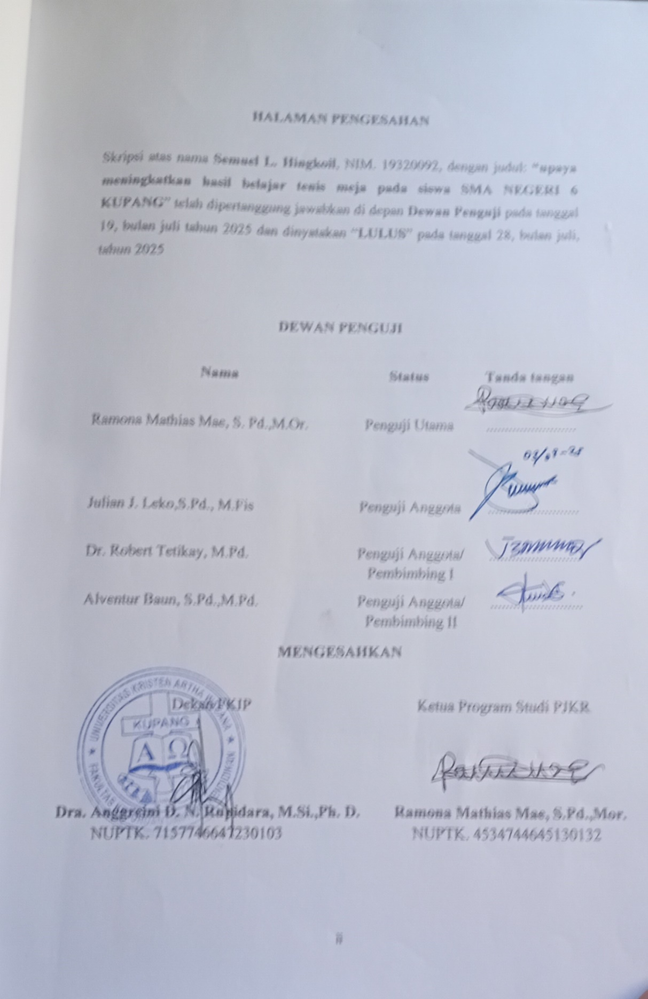 HALAMAN PENGESAHAN
Skripsi atas nama Semuel L. Hingkoil, NIM. 19320092, dengan judul: "upaya
meningkatkan hasil belajar tenis meja pada siswa SMA NEGERI 6
KUPANG" telah dipertanggung jawabkan di depan Dewan Penguji pada tanggal
19, bulan juli tahun 2025 dan dinyatakan "LULUS" pada tanggal 28, bulan juli,
tahun 2025
DEWAN PENGUJI
Nama Status Tanda tangan
Ramona Mathias Mae, S. Pd.,M.Or. Penguji Utama
Julian J. Leko,S.Pd., M.Fis Penguji Anggota
Dr. Robert Tetikay, M.Pd. Penguji Anggota/
Pembimbing I
Alventur Baun, S.Pd.,M.Pd. Penguji Anggota/
Pembimbing II
MENGESAHKAN
Dekan FKIP Ketua Program Studi PJKR
UNIVERSITAS KRISTEN ARTHA WACANA
KUPANG
Α Ω
FAKULTAS PENDIDIKAN
Dra. Anggreini D. N. Rupidara, M.Si.,Ph. D. Ramona Mathias Mae, S.Pd.,Mor.
NUPTK. 7157746647230103 NUPTK. 4534744645130132